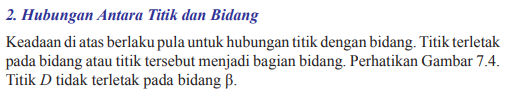 2. Hubungan Antara Titik dan Bidang
Keadaan di atas berlaku pula untuk hubungan titik dengan bidang. Titik terletak
pada bidang atau titik tersebut menjadi bagian bidang. Perhatikan Gambar 7.4.
Titik D tidak terletak pada bidang β.